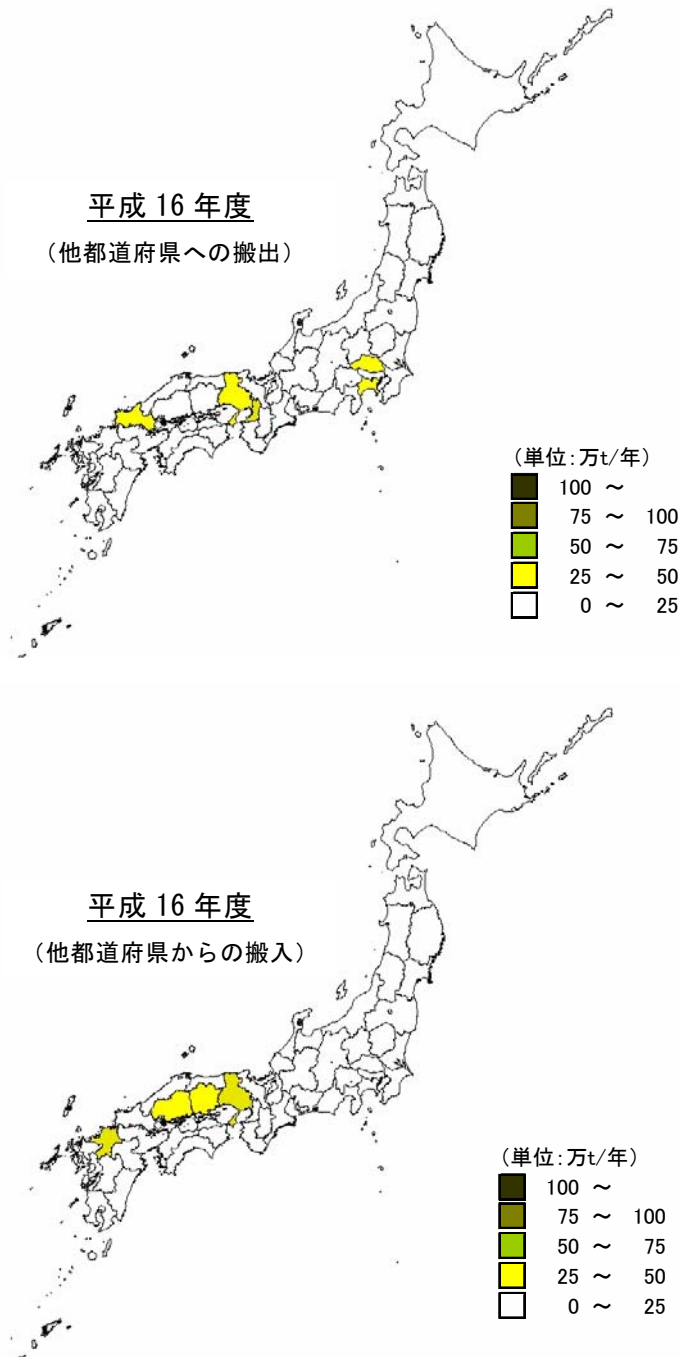 平成 16 年度
（他都道府県への搬出）
（単位:万t/年）
100 ～
75 ～ 100
50 ～ 75
25 ～ 50
0 ～ 25
平成 16 年度
（他都道府県からの搬入）
（単位:万t/年）
100 ～
75 ～ 100
50 ～ 75
25 ～ 50
0 ～ 25